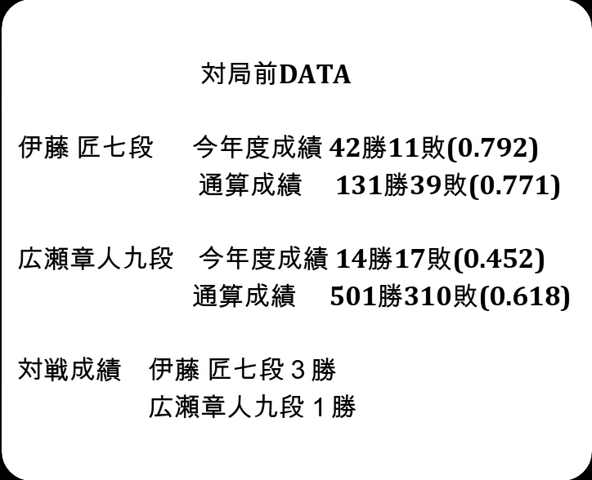 対局前DATA
伊藤 匠七段 今年度成績 42勝11敗(0.792)
通算成績 131勝39敗(0.771)
広瀬章人九段 今年度成績 14勝17敗(0.452)
通算成績 501勝310敗(0.618)
対戦成績 伊藤 匠七段 3 勝
広瀬章人九段 1 勝